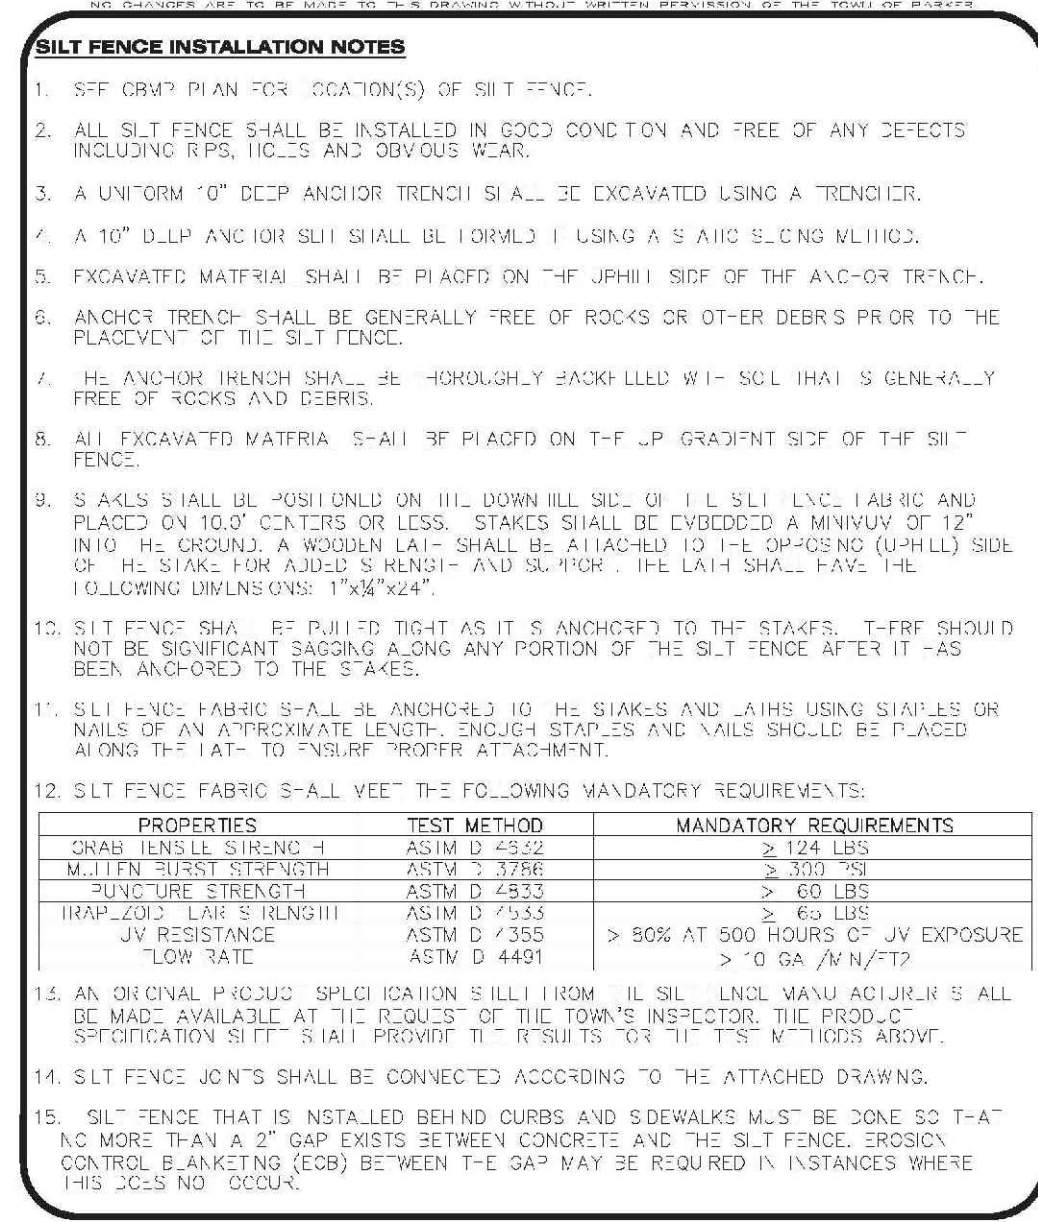 NO CHANGES ARE TO BE MADE TO THIS DRAWING WITHOUT WRITTEN PERMISSION OF THE TOWN OF PARKER
SILT FENCE INSTALLATION NOTES
1. SEE CBMP PLAN FOR LOCATION(S) OF SILT FENCE.
2. ALL SILT FENCE SHALL BE INSTALLED IN GOOD CONDITION AND FREE OF ANY DEFECTS
INCLUDING RIPS, HOLES AND OBVIOUS WEAR.
3. A UNIFORM 10" DEEP ANCHOR TRENCH SHALL BE EXCAVATED USING A TRENCHER.
4. A 10" DEEP ANCHOR SLIT SHALL BE FORMED IF USING A STATIC SLICING METHOD.
5. EXCAVATED MATERIAL SHALL BE PLACED ON THE UPHILL SIDE OF THE ANCHOR TRENCH.
6. ANCHOR TRENCH SHALL BE GENERALLY FREE OF ROCKS OR OTHER DEBRIS PRIOR TO THE
PLACEMENT OF THE SILT FENCE.
7. THE ANCHOR TRENCH SHALL BE THOROUGHLY BACKFILLED WITH SOIL THAT IS GENERALLY
FREE OF ROCKS AND DEBRIS.
8. ALL EXCAVATED MATERIAL SHALL BE PLACED ON THE UP GRADIENT SIDE OF THE SILT
FENCE.
9. STAKES SHALL BE POSITIONED ON THE DOWNHILL SIDE OF THE SILT FENCE FABRIC AND
PLACED ON 10.0' CENTERS OR LESS. STAKES SHALL BE EMBEDDED A MINIMUM OF 12"
INTO THE GROUND. A WOODEN LATH SHALL BE ATTACHED TO THE OPPOSING (UPHILL) SIDE
OF THE STAKE FOR ADDED STRENGTH AND SUPPORT. THE LATH SHALL HAVE THE
FOLLOWING DIMENSIONS: 1"x¼"x24".
10. SILT FENCE SHALL BE PULLED TIGHT AS IT IS ANCHORED TO THE STAKES. THERE SHOULD
NOT BE SIGNIFICANT SAGGING ALONG ANY PORTION OF THE SILT FENCE AFTER IT HAS
BEEN ANCHORED TO THE STAKES.
11. SILT FENCE FABRIC SHALL BE ANCHORED TO THE STAKES AND LATHS USING STAPLES OR
NAILS OF AN APPROXIMATE LENGTH. ENOUGH STAPLES AND NAILS SHOULD BE PLACED
ALONG THE LATH TO ENSURE PROPER ATTACHMENT.
12. SILT FENCE FABRIC SHALL MEET THE FOLLOWING MANDATORY REQUIREMENTS:
PROPERTIES TEST METHOD MANDATORY REQUIREMENTS
GRAB TENSILE STRENGTH ASTM D 4632 ≥ 124 LBS
MULLEN BURST STRENGTH ASTM D 3786 ≥ 300 PSI
PUNCTURE STRENGTH ASTM D 4833 > 60 LBS
TRAPEZOID TEAR STRENGTH ASTM D 4533 ≥ 65 LBS
UV RESISTANCE ASTM D 4355 > 80% AT 500 HOURS OF UV EXPOSURE
FLOW RATE ASTM D 4491 > 10 GAL/MIN/FT2
13. AN ORIGINAL PRODUCT SPECIFICATION SHEET FROM THE SILT FENCE MANUFACTURER SHALL
BE MADE AVAILABLE AT THE REQUEST OF THE TOWN'S INSPECTOR. THE PRODUCT
SPECIFICATION SHEET SHALL PROVIDE THE RESULTS FOR THE TEST METHODS ABOVE.
14. SILT FENCE JOINTS SHALL BE CONNECTED ACCORDING TO THE ATTACHED DRAWING.
15. SILT FENCE THAT IS INSTALLED BEHIND CURBS AND SIDEWALKS MUST BE DONE SO THAT
NO MORE THAN A 2" GAP EXISTS BETWEEN CONCRETE AND THE SILT FENCE. EROSION
CONTROL BLANKETING (ECB) BETWEEN THE GAP MAY BE REQUIRED IN INSTANCES WHERE
THIS DOES NOT OCCUR.